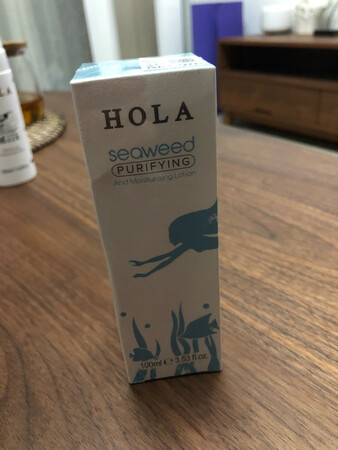 HOLA
seaweed
PURIFYING
And Moisturising Lotion
100ml e 3.53 fl.oz.